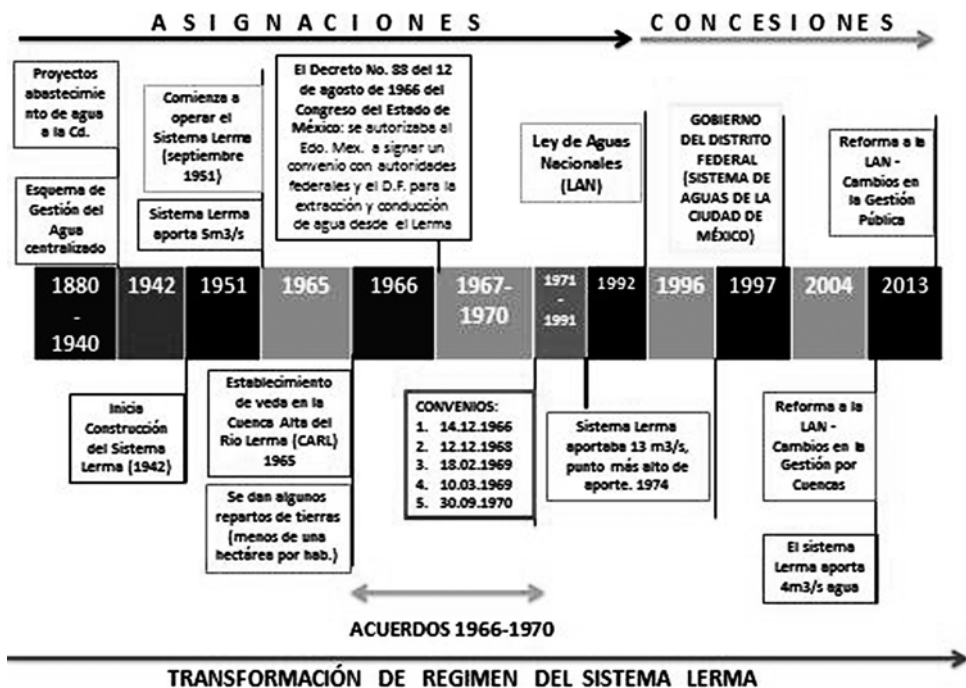 ASIGNACIONES
CONCESIONES
Proyectos
abastecimie
nto de agua
a la Cd.
Esquema de
Gestión del
Agua
centralizado
Comienza a
operar el
Sistema Lerma
(septiembre
1951)
Sistema Lerma
aporta 5m3/s
El Decreto No. 88 del 12
de agosto de 1966 del
Congreso del Estado de
México: se autorizaba al
Edo. Mex. a signar un
convenio con autoridades
federales y el D.F. para la
extracción y conducción
de agua desde el Lerma
Ley de Aguas
Nacionales
(LAN)
GOBIERNO
DEL DISTRITO
FEDERAL
(SISTEMA DE
AGUAS DE LA
CIUDAD DE
MÉXICO)
Reforma a la
LAN -
Cambios en
la Gestión
Pública
1880
-
1940
1942
1951
1965
1966
1967-
1970
1971
-
1991
1992
1996
1997
2004
2013
Inicia
Construcción
del Sistema
Lerma (1942)
Establecimiento
de veda en la
Cuenca Alta del
Río Lerma (CARL)
1965
Se dan algunos
repartos de tierras
(menos de una
hectárea por hab.)
CONVENIOS:
1. 14.12.1966
2. 12.12.1968
3. 18.02.1969
4. 10.03.1969
5. 30.09.1970
Sistema Lerma
aportaba 13 m3/s,
punto más alto de
aporte. 1974
Reforma a la
LAN -
Cambios en la
Gestión por
Cuencas
El sistema
Lerma aporta
4m3/s agua
ACUERDOS 1966-1970
TRANSFORMACIÓN DE REGIMEN DEL SISTEMA LERMA